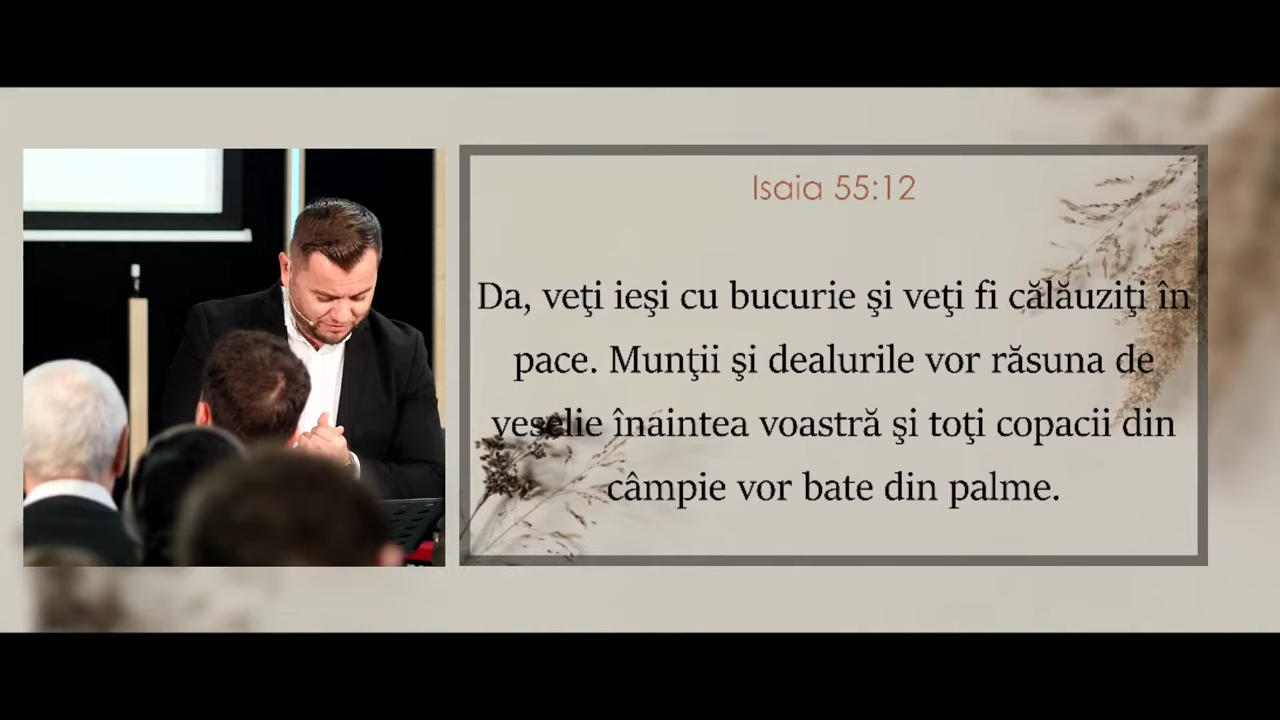 Isaia 55:12
Da, veţi ieşi cu bucurie şi veţi fi călăuziţi în
pace. Munţii şi dealurile vor răsuna de
veselie înaintea voastră şi toţi copacii din
câmpie vor bate din palme.